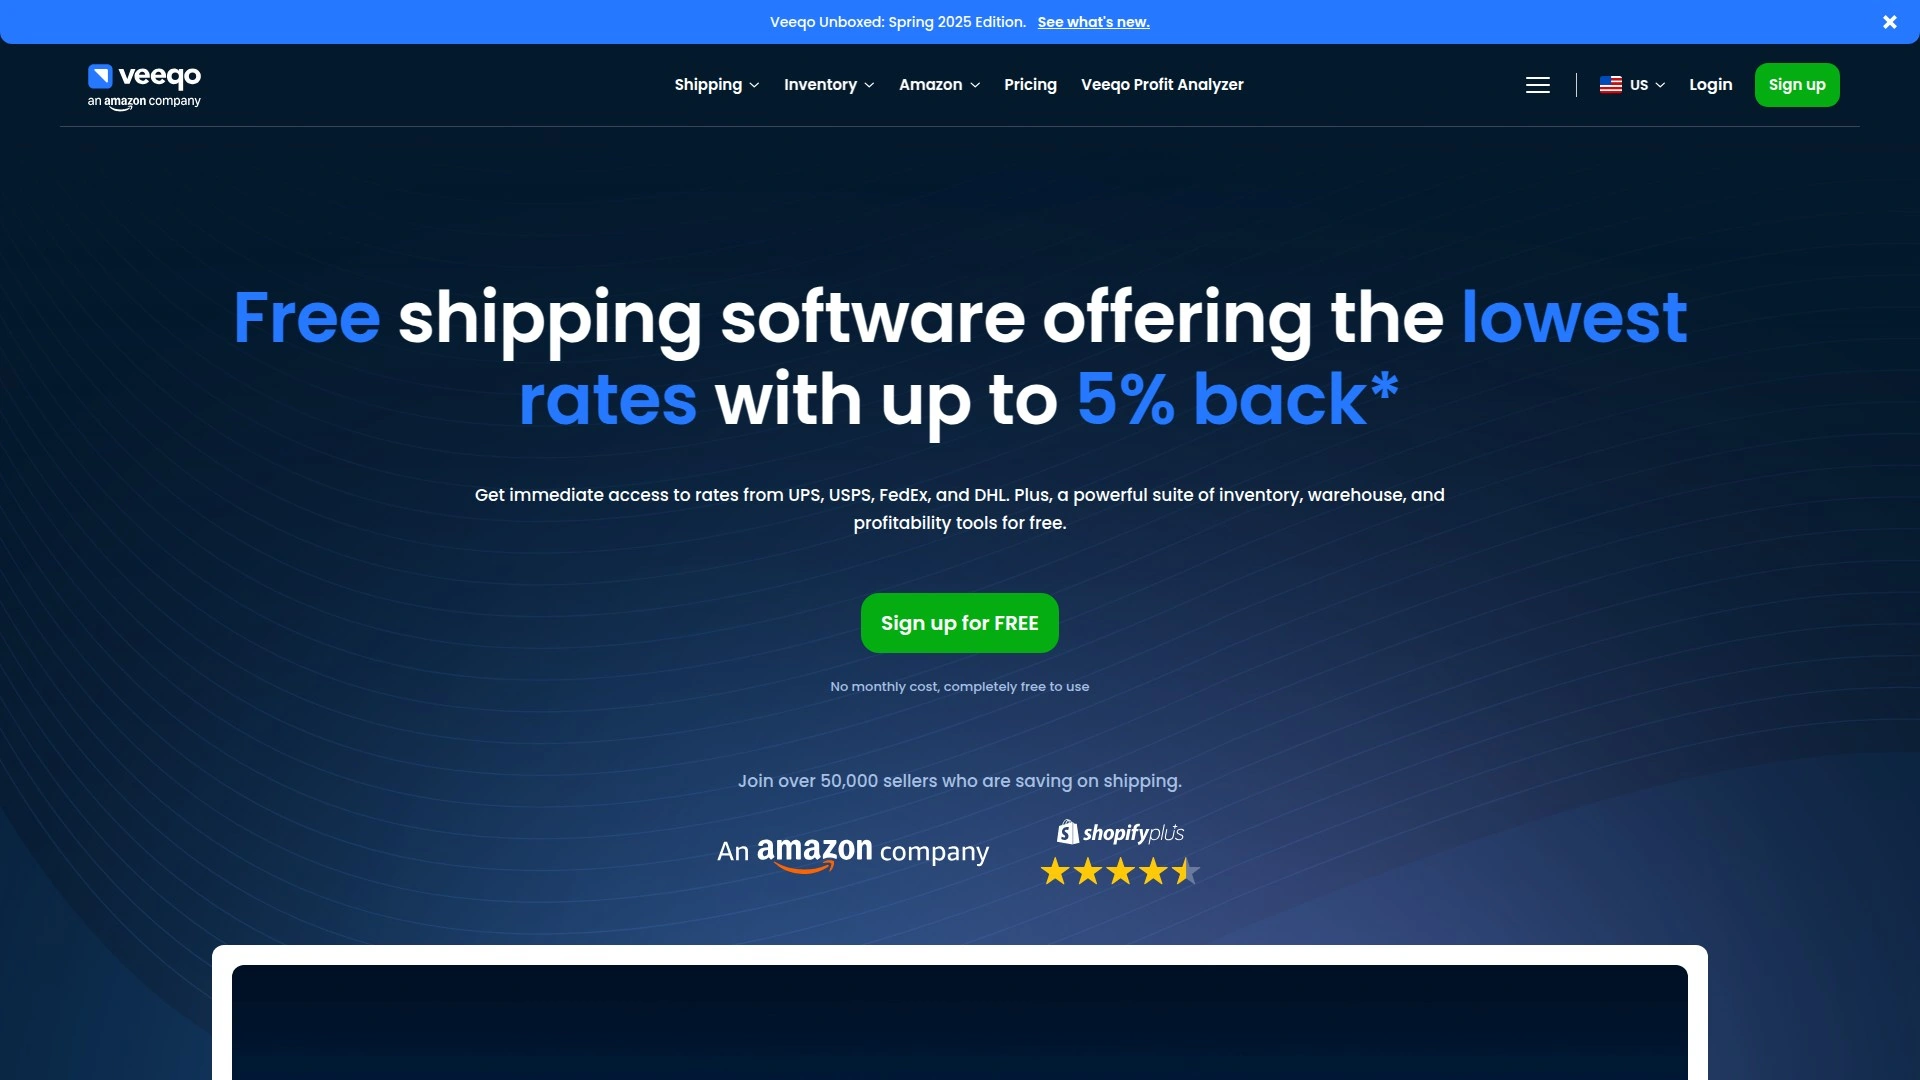 Veeqo Unboxed: Spring 2025 Edition. See what's new.
veeqo
an amazon company
Shipping Inventory Amazon Pricing Veeqo Profit Analyzer
US Login Sign up
Free shipping software offering the lowest
rates with up to 5% back*
Get immediate access to rates from UPS, USPS, FedEx, and DHL. Plus, a powerful suite of inventory, warehouse, and
profitability tools for free.
Sign up for FREE
No monthly cost, completely free to use
Join over 50,000 sellers who are saving on shipping.
An amazon company
shopifyplus